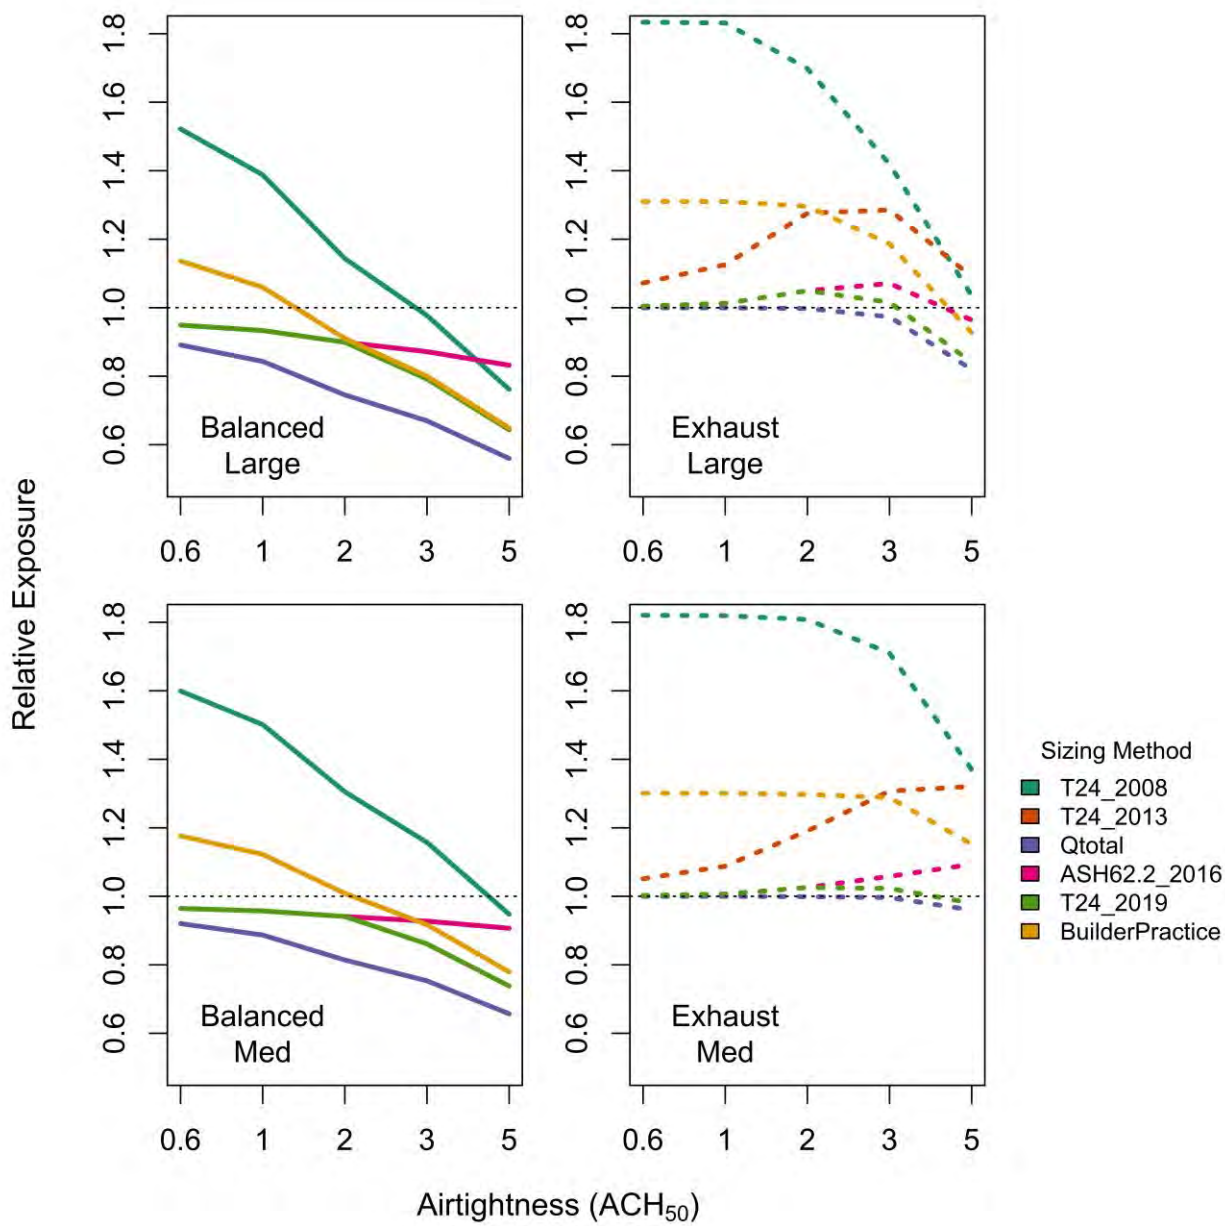 Relative Exposure
0.6 0.8 1.0 1.2 1.4 1.6 1.8
Balanced
Large
0.6 1 2 3 5
0.6 0.8 1.0 1.2 1.4 1.6 1.8
Exhaust
Large
0.6 1 2 3 5
0.6 0.8 1.0 1.2 1.4 1.6 1.8
Balanced
Med
0.6 1 2 3 5
0.6 0.8 1.0 1.2 1.4 1.6 1.8
Exhaust
Med
0.6 1 2 3 5
Airtightness (ACH₅₀)
Sizing Method
T24_2008
T24_2013
Qtotal
ASH62.2_2016
T24_2019
BuilderPractice